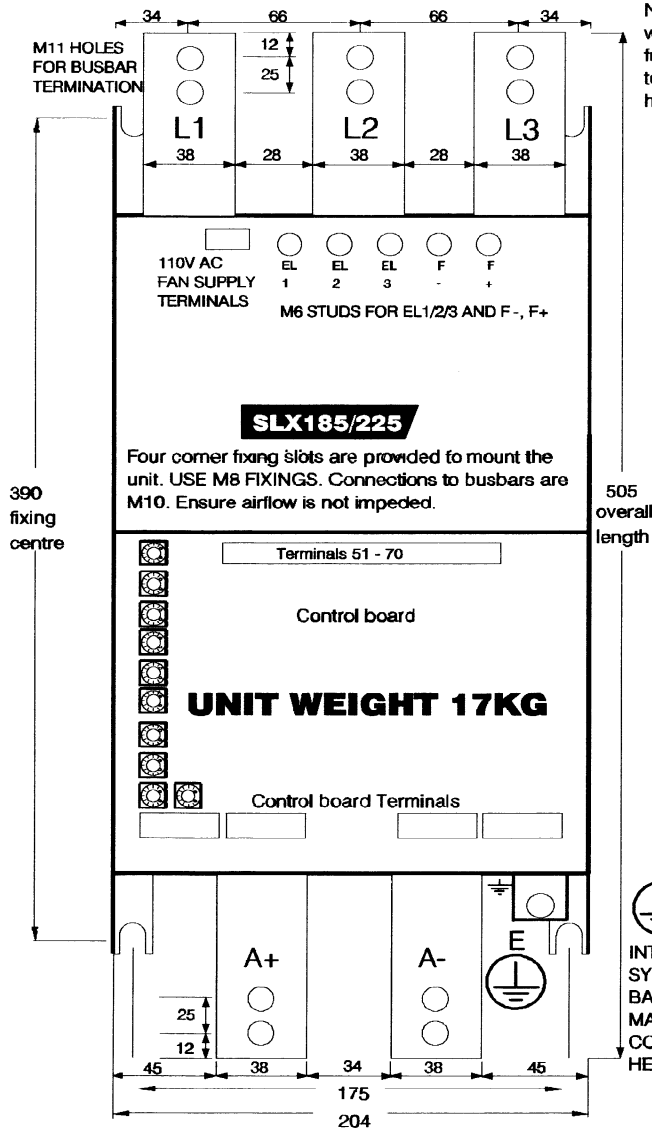 34 66 66 34
M11 HOLES
FOR BUSBAR
TERMINATION
12
25
L1 L2 L3
38 28 38 28 38
110V AC
FAN SUPPLY
TERMINALS
EL EL EL F F
1 2 3 - +
M6 STUDS FOR EL1/2/3 AND F-, F+
SLX185/225
Four corner fixing slots are provided to mount the
unit. USE M8 FIXINGS. Connections to busbars are
M10. Ensure airflow is not impeded.
390
fixing
centre
505
overall
length
Terminals 51 - 70
Control board
UNIT WEIGHT 17KG
Control board Terminals
A+ A- E
25
12
45 38 34 38 45
175
204